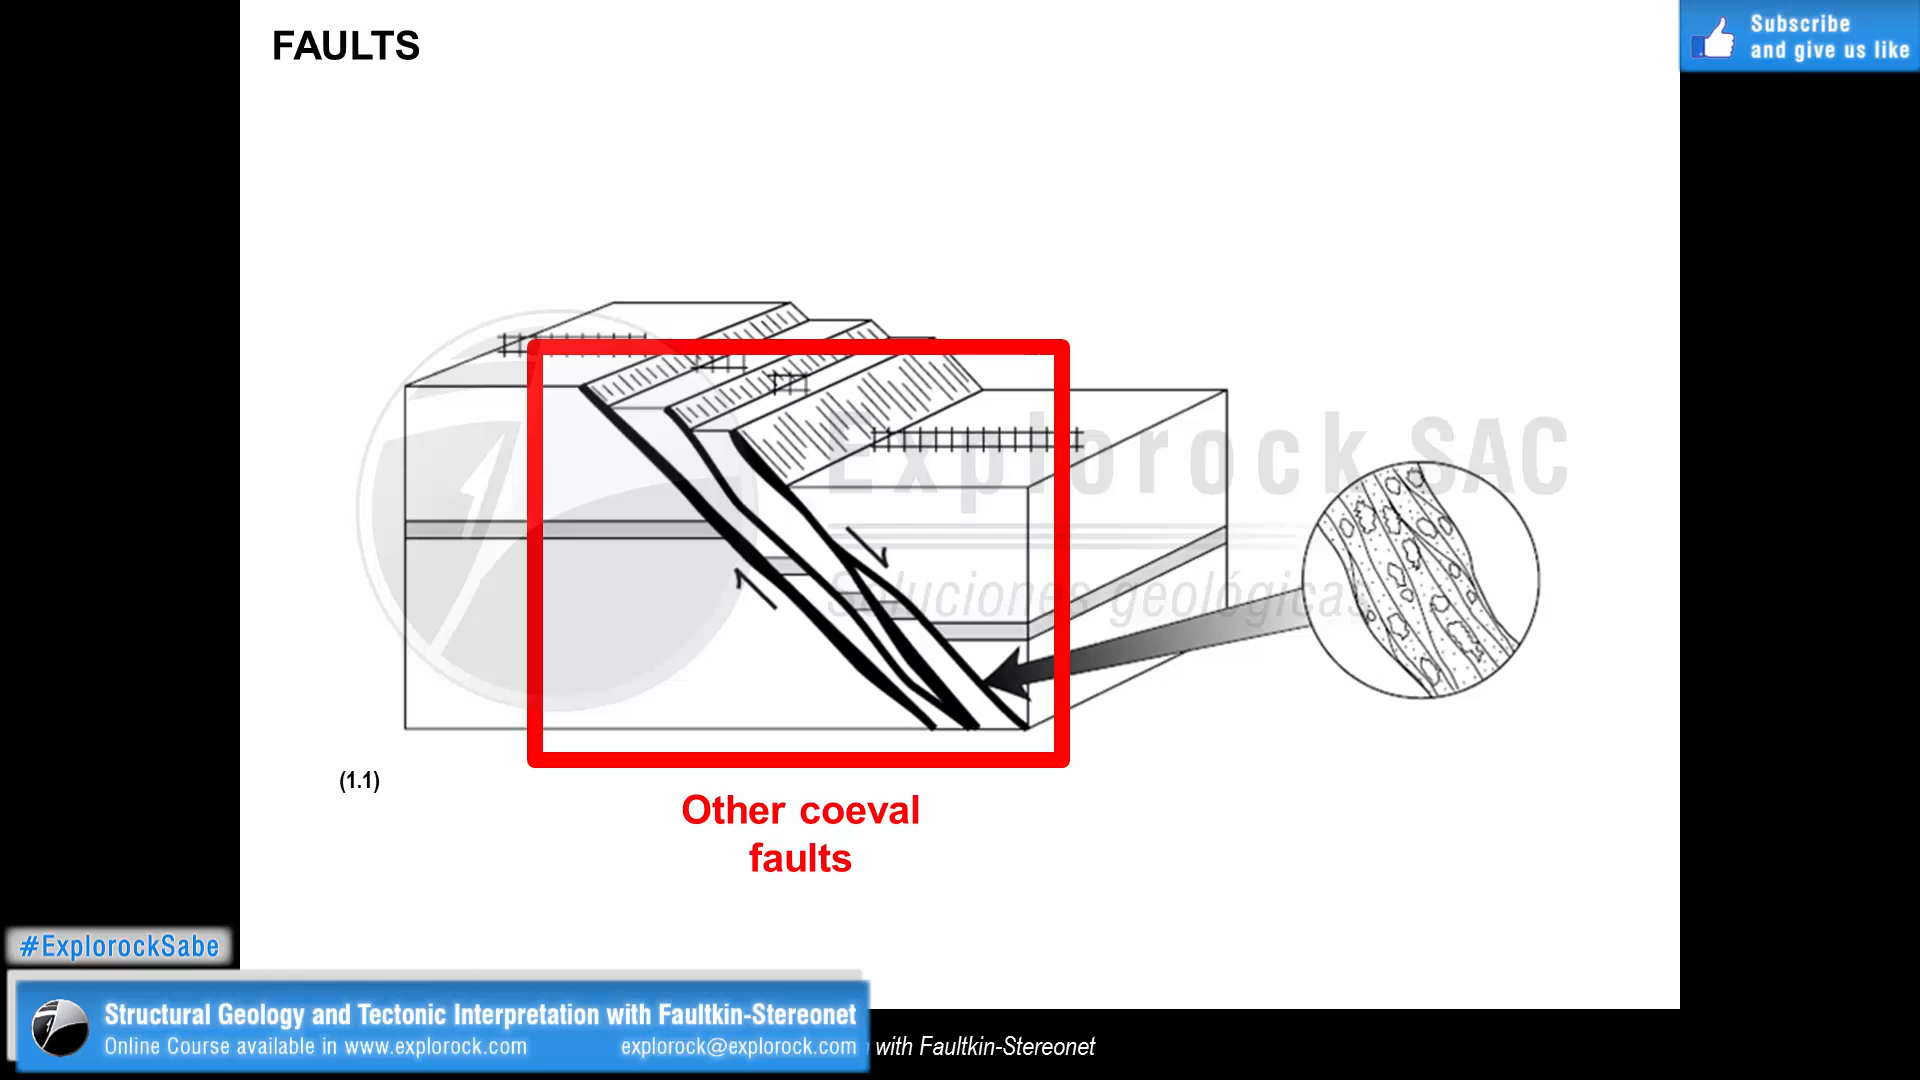 FAULTS
Subscribe
and give us like
Explorock SAC
Soluciones geológicas
(1.1)
Other coeval
faults
#ExplorockSabe
Structural Geology and Tectonic Interpretation with Faultkin-Stereonet
Online Course available in www.explorock.com explorock@explorock.com
with Faultkin-Stereonet